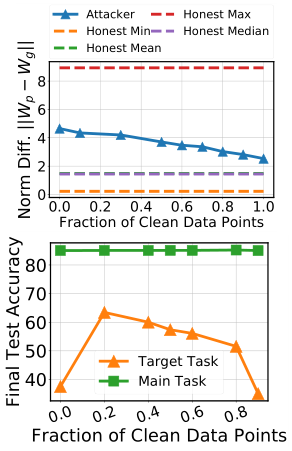 Attacker Honest Max
Honest Min Honest Median
Honest Mean
Norm Diff. ||W_p − W_g||
8
6
4
2
0
0.0 0.2 0.4 0.6 0.8 1.0
Fraction of Clean Data Points
Final Test Accuracy
80
70
60
50
40
Target Task
Main Task
0.0 0.2 0.4 0.6 0.8
Fraction of Clean Data Points